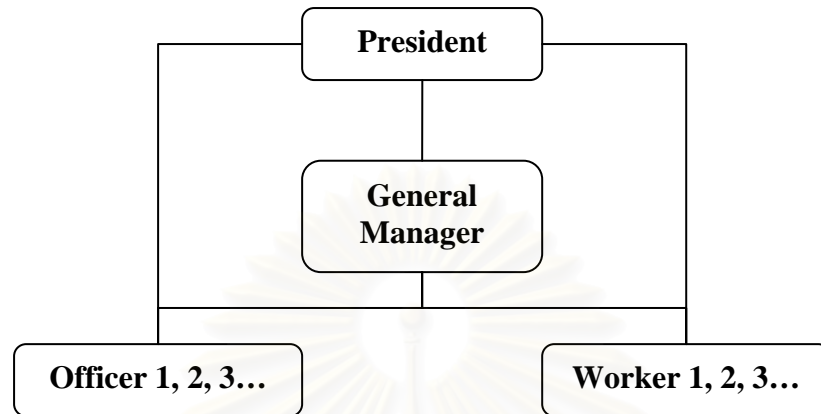 President
General
Manager
Officer 1, 2, 3…
Worker 1, 2, 3…